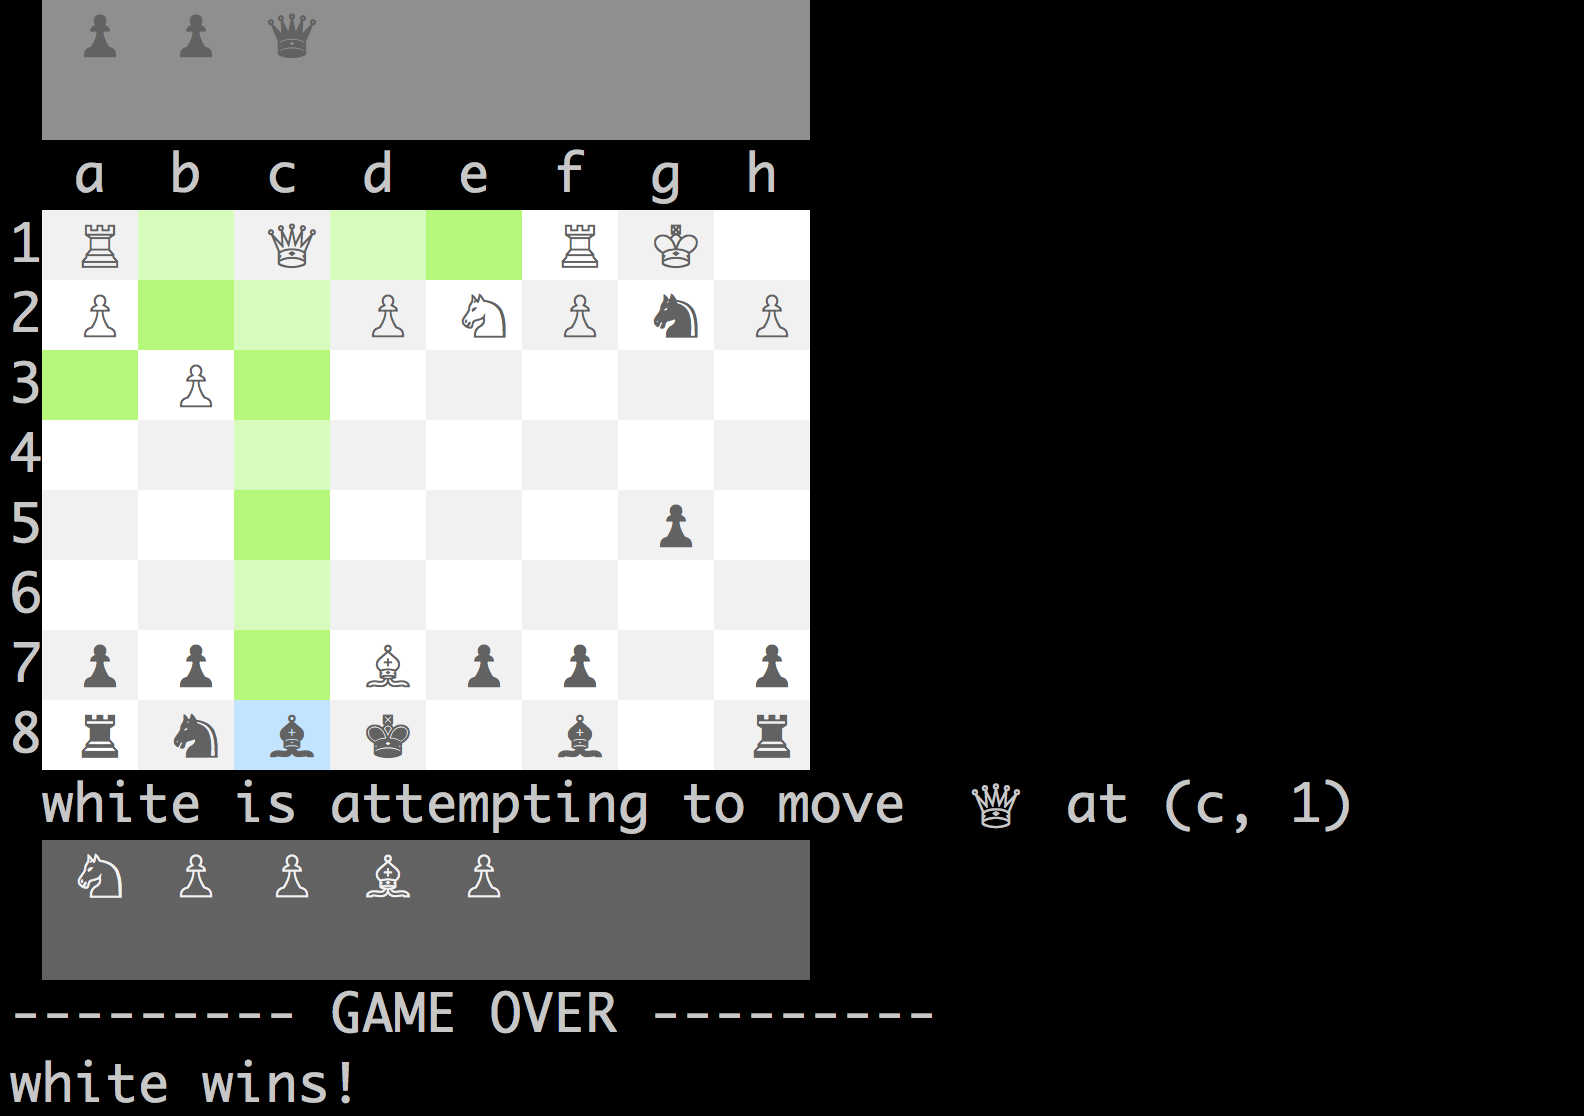 ♟ ♟ ♛
a b c d e f g h
1 ♖ ♕ ♖ ♔
2 ♙ ♙ ♘ ♙ ♞ ♙
3 ♙
4
5 ♟
6
7 ♟ ♟ ♗ ♟ ♟ ♟
8 ♜ ♞ ♝ ♚ ♝ ♜
white is attempting to move ♕ at (c, 1)
♘ ♙ ♙ ♗ ♙
--------- GAME OVER ---------
white wins!